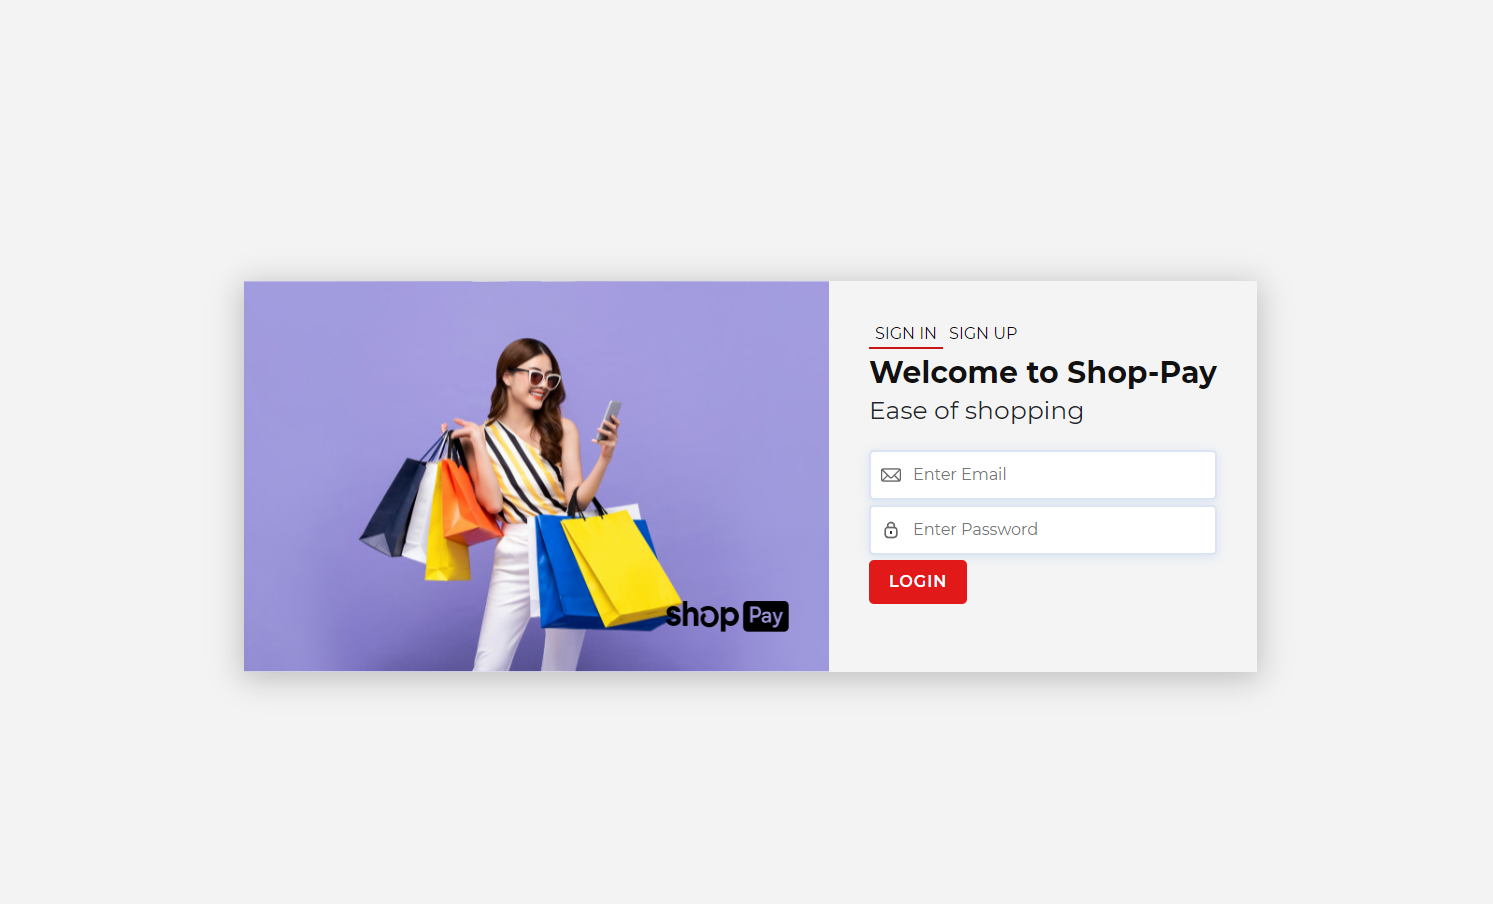 SIGN IN SIGN UP
Welcome to Shop-Pay
Ease of shopping
Enter Email
Enter Password
LOGIN
shop Pay